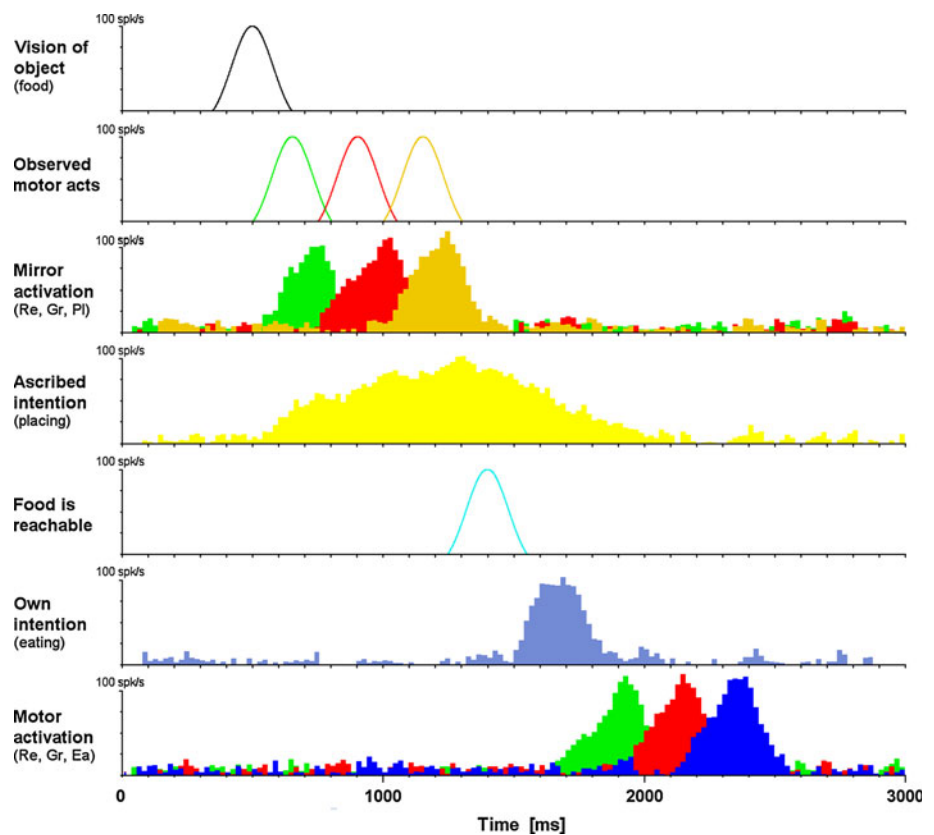 100 spk/s
Vision of
object
(food)
100 spk/s
Observed
motor acts
100 spk/s
Mirror
activation
(Re, Gr, Pl)
100 spk/s
Ascribed
intention
(placing)
100 spk/s
Food is
reachable
100 spk/s
Own
intention
(eating)
100 spk/s
Motor
activation
(Re, Gr, Ea)
0 1000 2000 3000
Time [ms]